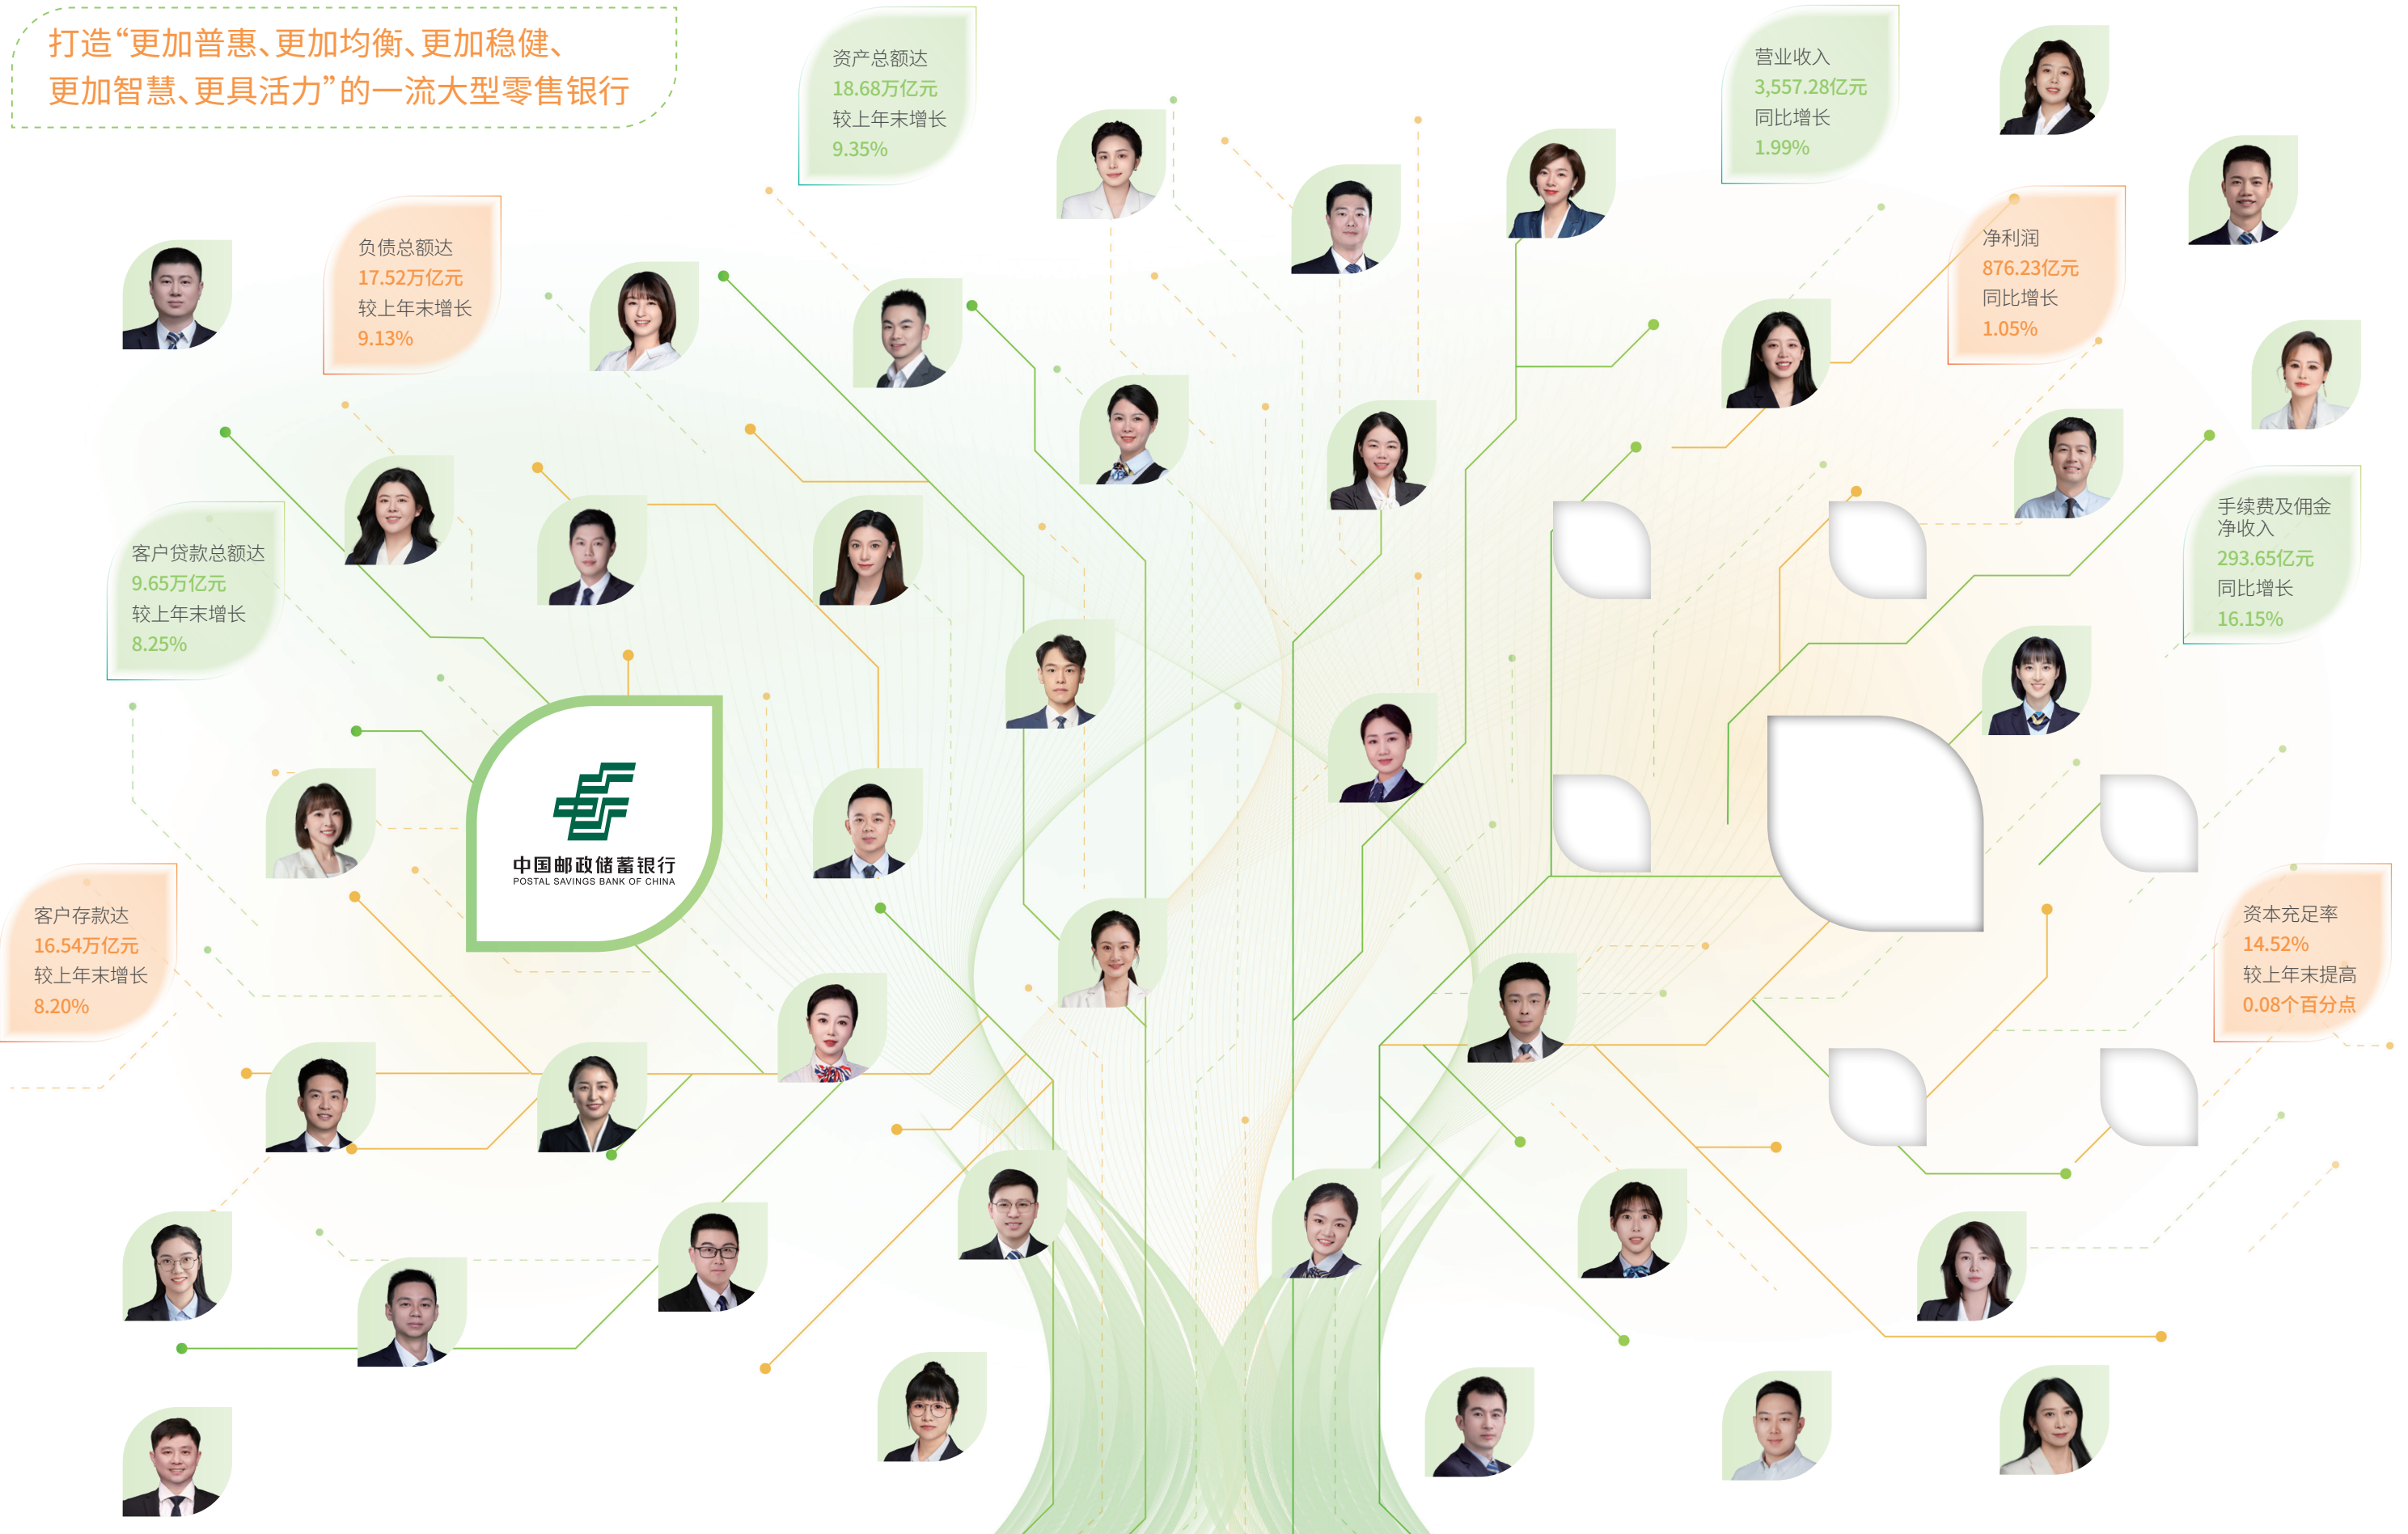 打造“更加普惠、更加均衡、更加稳健、
更加智慧、更具活力”的一流大型零售银行
资产总额达
18.68万亿元
较上年末增长
9.35%
营业收入
3,557.28亿元
同比增长
1.99%
负债总额达
17.52万亿元
较上年末增长
9.13%
净利润
876.23亿元
同比增长
1.05%
客户贷款总额达
9.65万亿元
较上年末增长
8.25%
手续费及佣金
净收入
293.65亿元
同比增长
16.15%
中国邮政储蓄银行
POSTAL SAVINGS BANK OF CHINA
客户存款达
16.54万亿元
较上年末增长
8.20%
资本充足率
14.52%
较上年末提高
0.08个百分点